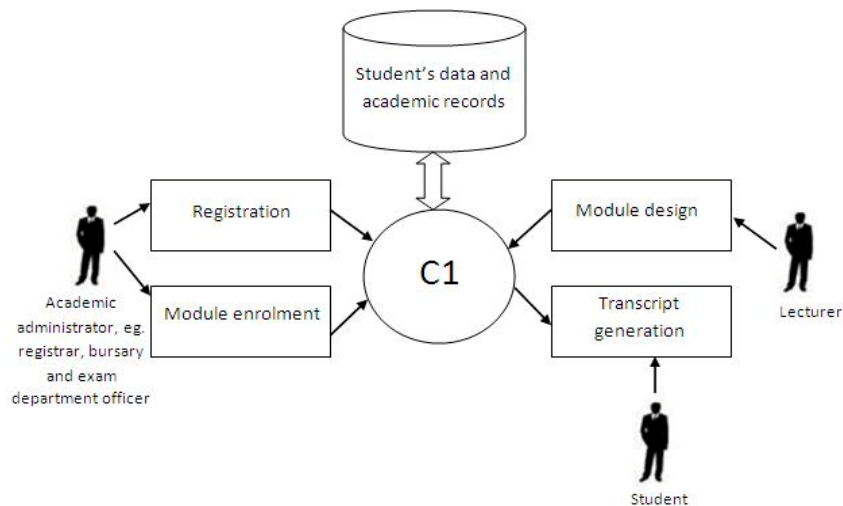 Student's data and
academic records
Registration
Module design
C1
Module enrolment
Transcript
generation
Academic
administrator, eg.
registrar, bursary
and exam
department officer
Lecturer
Student